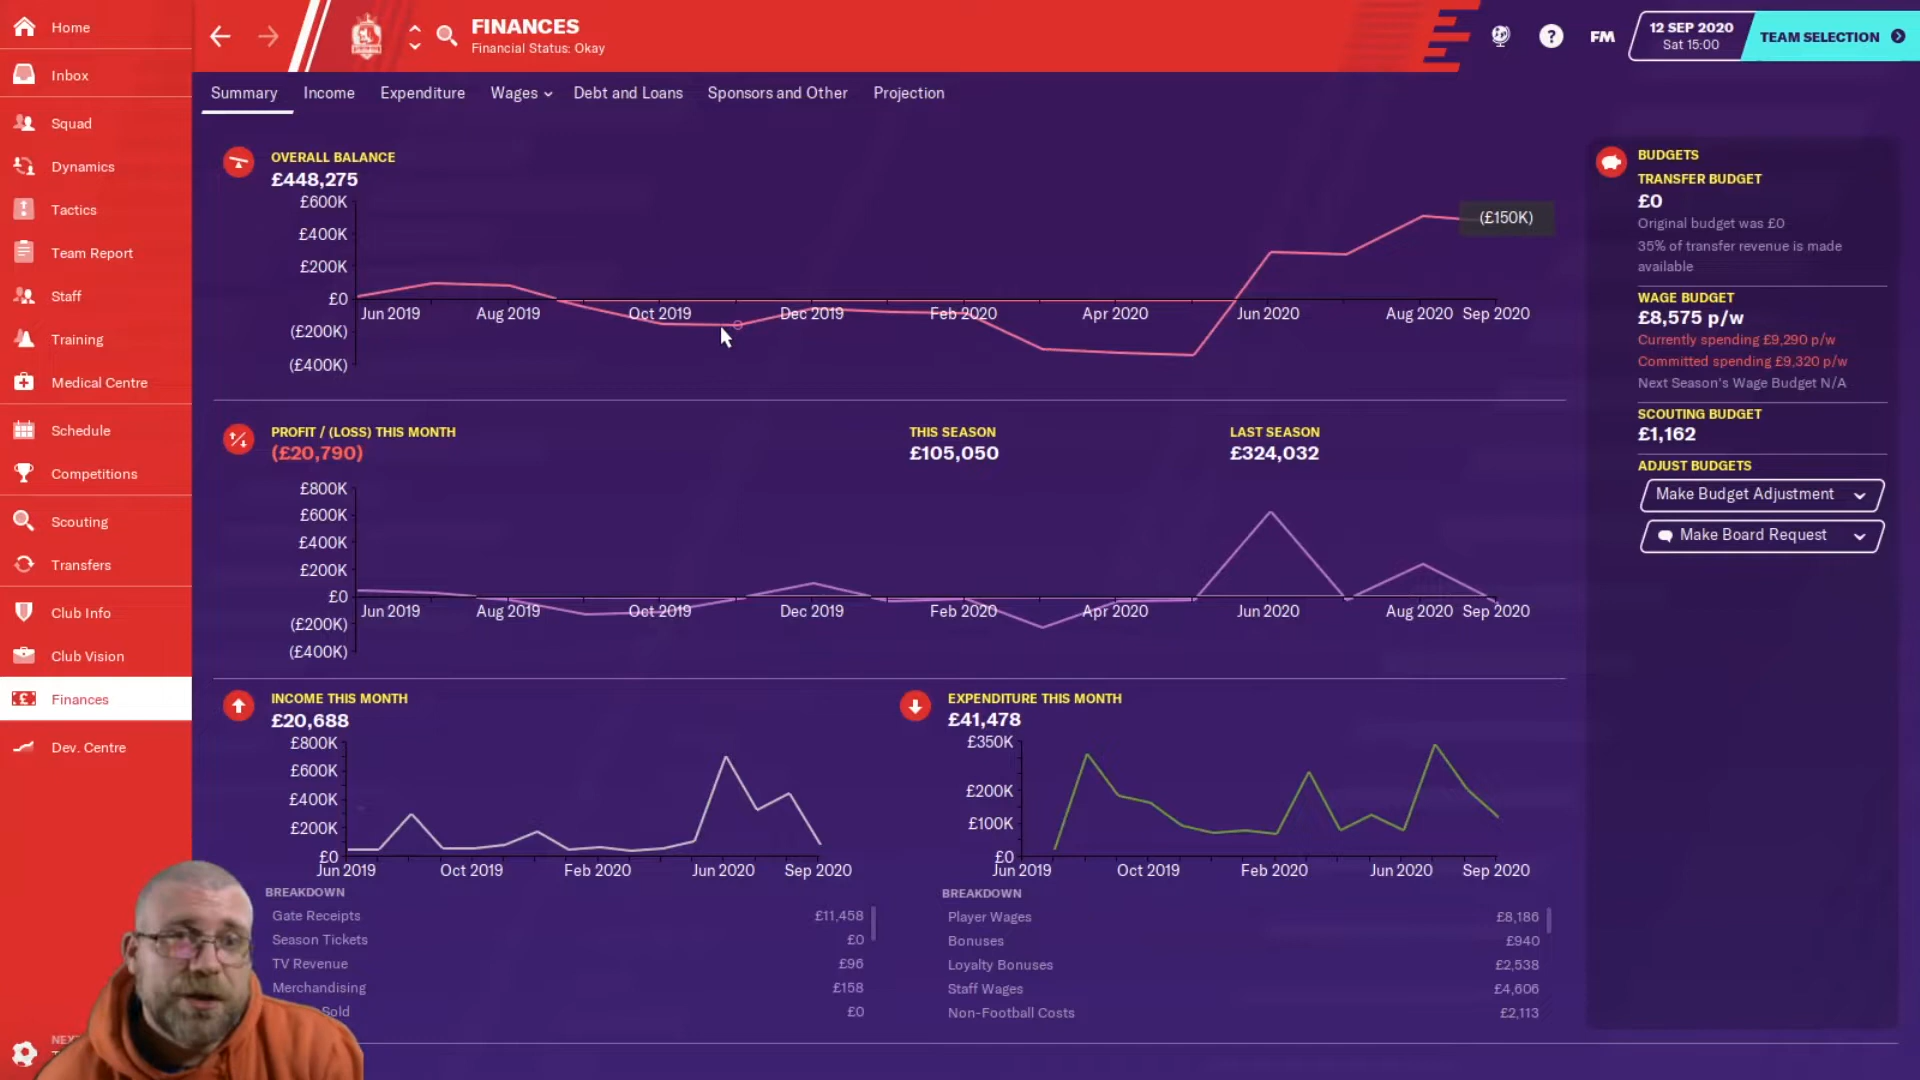 Home
Inbox
Squad
Dynamics
Tactics
Team Report
Staff
Training
Medical Centre
Schedule
Competitions
Scouting
Transfers
Club Info
Club Vision
Finances
Dev. Centre
FINANCES
Financial Status: Okay
?
FM
12 SEP 2020
Sat 15:00
TEAM SELECTION
Summary
Income
Expenditure
Wages
Debt and Loans
Sponsors and Other
Projection
OVERALL BALANCE
£448,275
£600K
£400K
£200K
£0
(£200K)
(£400K)
(£150K)
Jun 2019
Aug 2019
Oct 2019
Dec 2019
Feb 2020
Apr 2020
Jun 2020
Aug 2020
Sep 2020
PROFIT / (LOSS) THIS MONTH
(£20,790)
THIS SEASON
£105,050
LAST SEASON
£324,032
£800K
£600K
£400K
£200K
£0
(£200K)
(£400K)
Jun 2019
Aug 2019
Oct 2019
Dec 2019
Feb 2020
Apr 2020
Jun 2020
Aug 2020
Sep 2020
INCOME THIS MONTH
£20,688
£800K
£600K
£400K
£200K
£0
Jun 2019
Oct 2019
Feb 2020
Jun 2020
Sep 2020
BREAKDOWN
Gate Receipts £11,458
Season Tickets £0
TV Revenue £96
Merchandising £158
Sold £0
EXPENDITURE THIS MONTH
£41,478
£350K
£200K
£100K
£0
Jun 2019
Oct 2019
Feb 2020
Jun 2020
Sep 2020
BREAKDOWN
Player Wages £8,186
Bonuses £940
Loyalty Bonuses £2,538
Staff Wages £4,606
Non-Football Costs £2,113
BUDGETS
TRANSFER BUDGET
£0
Original budget was £0
35% of transfer revenue is made
available
WAGE BUDGET
£8,575 p/w
Currently spending £9,290 p/w
Committed spending £9,320 p/w
Next Season's Wage Budget N/A
SCOUTING BUDGET
£1,162
ADJUST BUDGETS
Make Budget Adjustment
Make Board Request